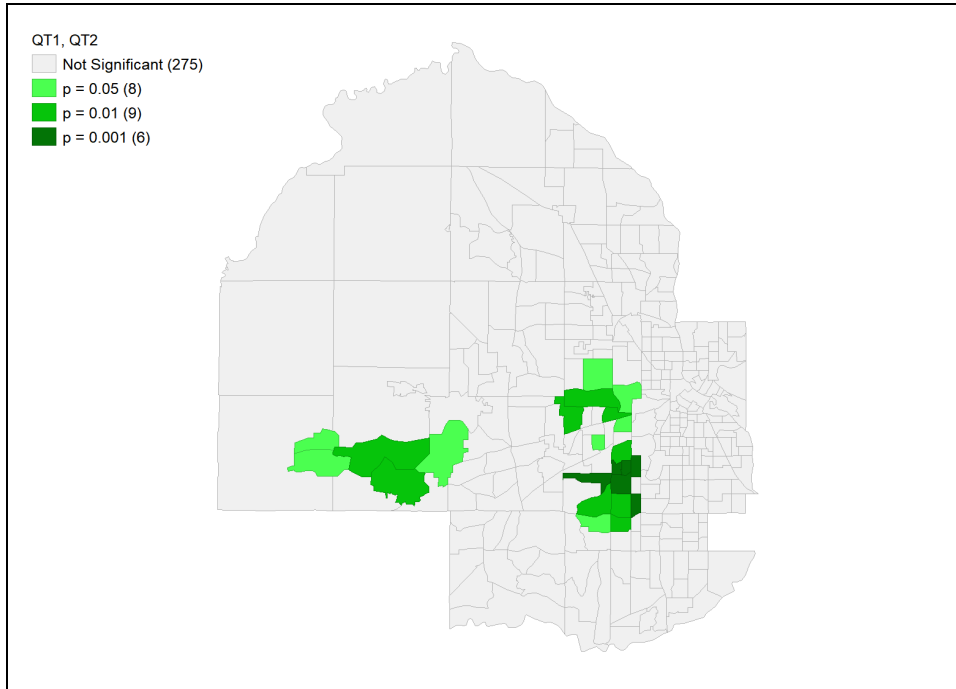 QT1, QT2
Not Significant (275)
p = 0.05 (8)
p = 0.01 (9)
p = 0.001 (6)